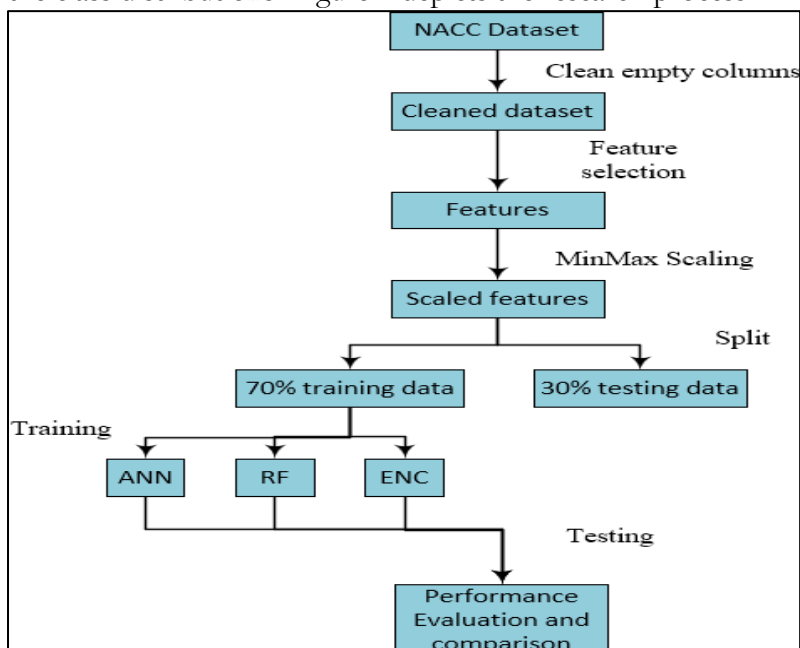 NACC Dataset
Clean empty columns
Cleaned dataset
Feature
selection
Features
MinMax Scaling
Scaled features
Split
70% training data
30% testing data
Training
ANN
RF
ENC
Testing
Performance
Evaluation and
comparison